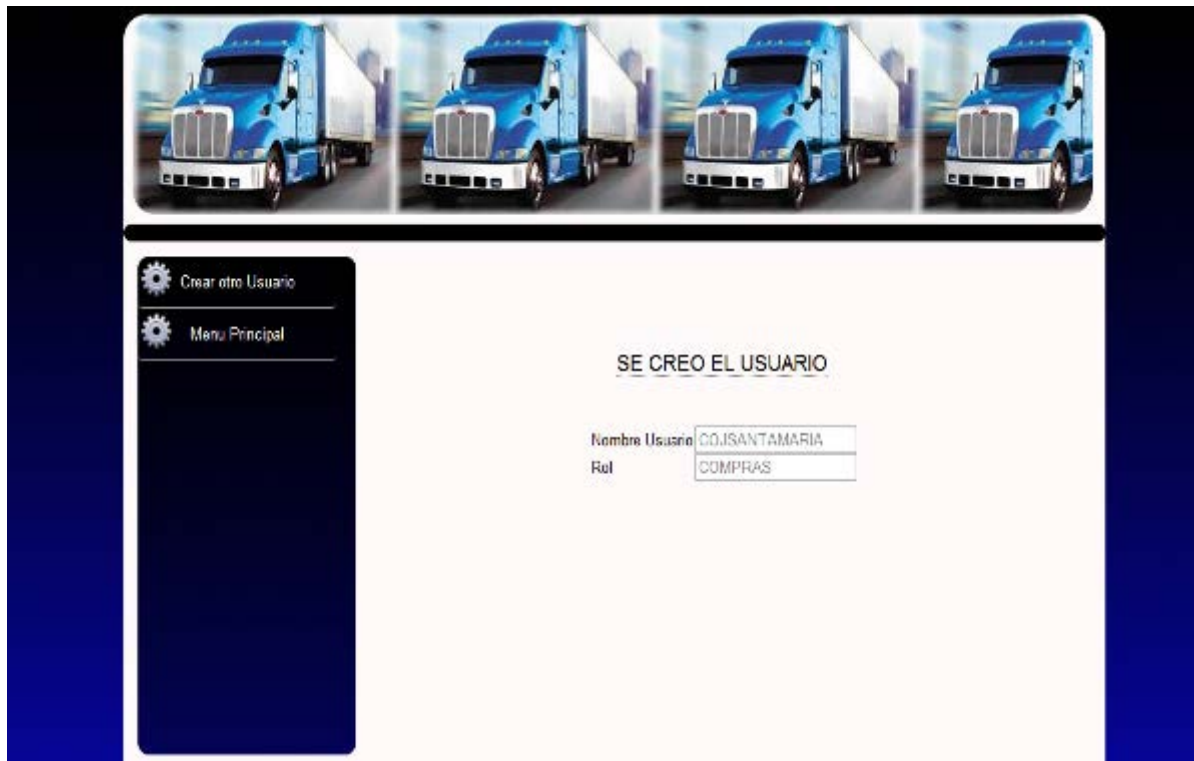 Crear otro Usuario
Menu Principal
SE CREO EL USUARIO
Nombre Usuario COJSANTAMARIA
Rol COMPRAS